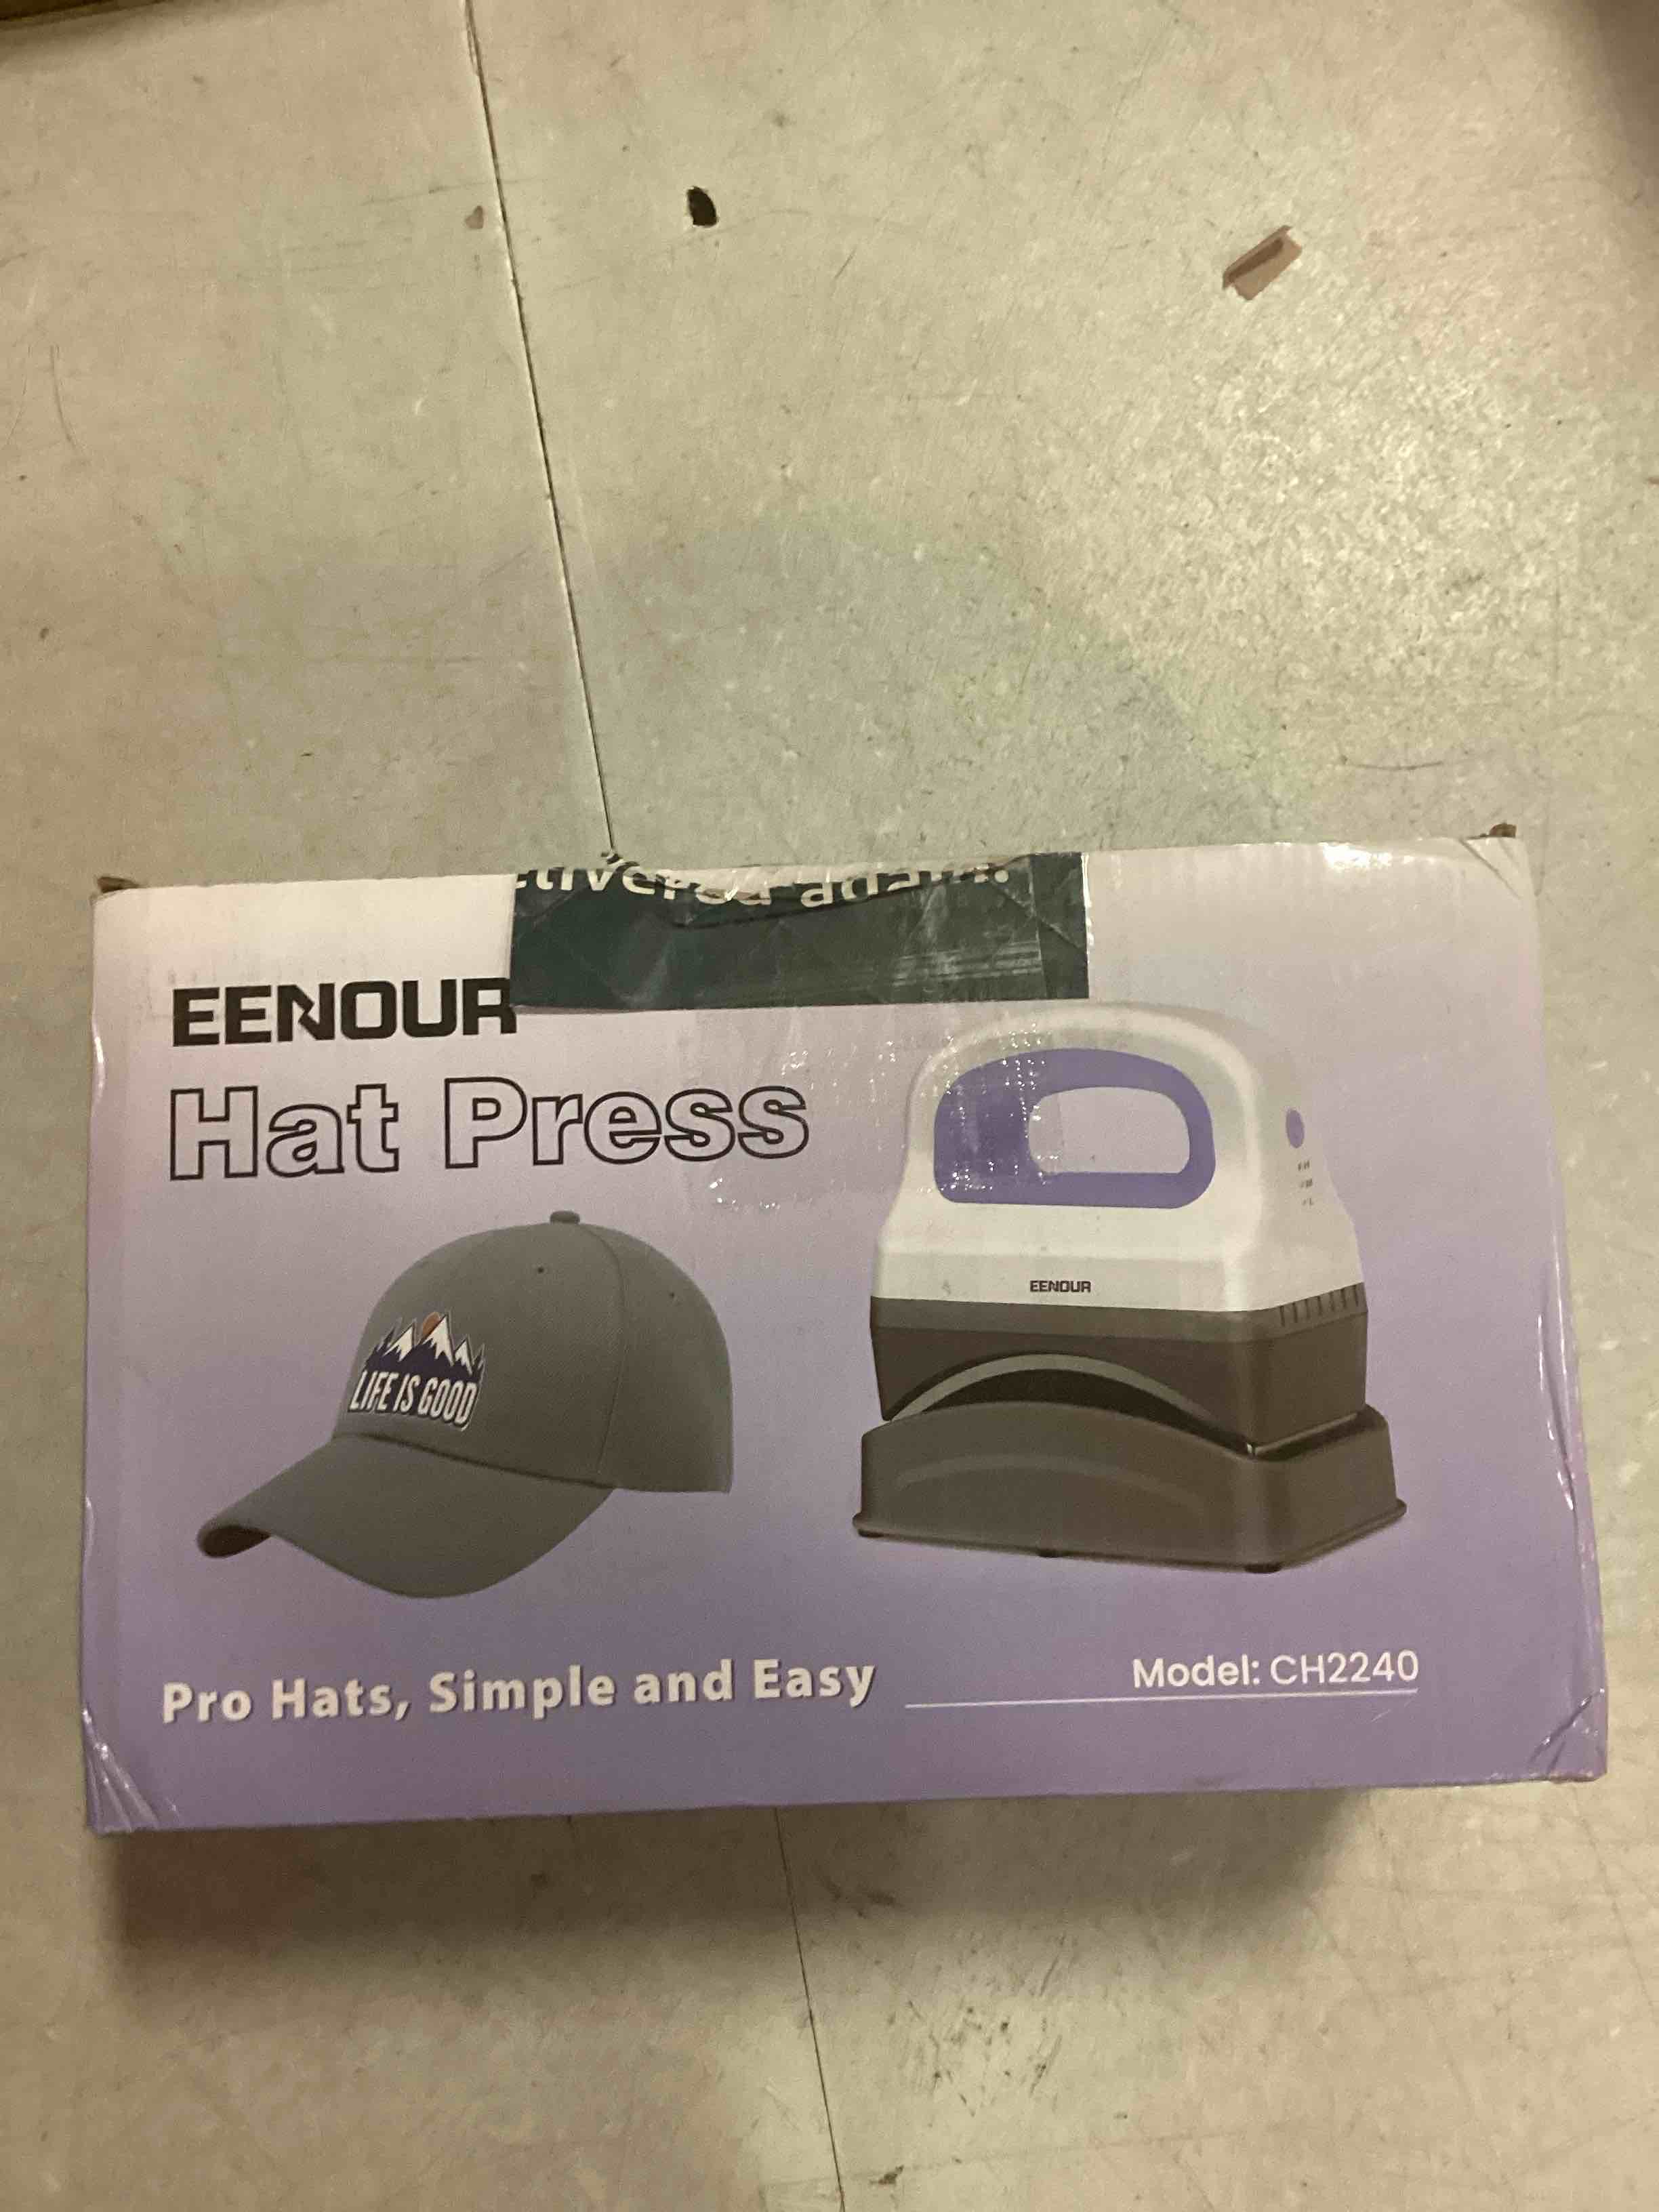 EENOUR
Hat Press
EENOUR
LIFE IS GOOD
Pro Hats, Simple and Easy
Model: CH2240